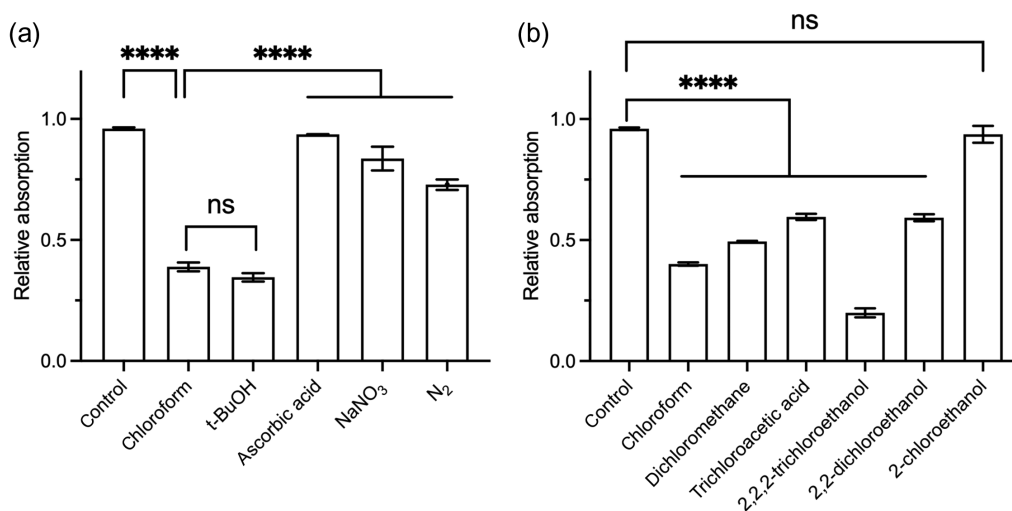 (a)
****
****
ns
Relative absorption
1.0
0.5
0.0
Control
Chloroform
t-BuOH
Ascorbic acid
NaNO₃
N₂
(b)
ns
****
Relative absorption
1.0
0.5
0.0
Control
Chloroform
Dichloromethane
Trichloroacetic acid
2,2,2-trichloroethanol
2,2-dichloroethanol
2-chloroethanol